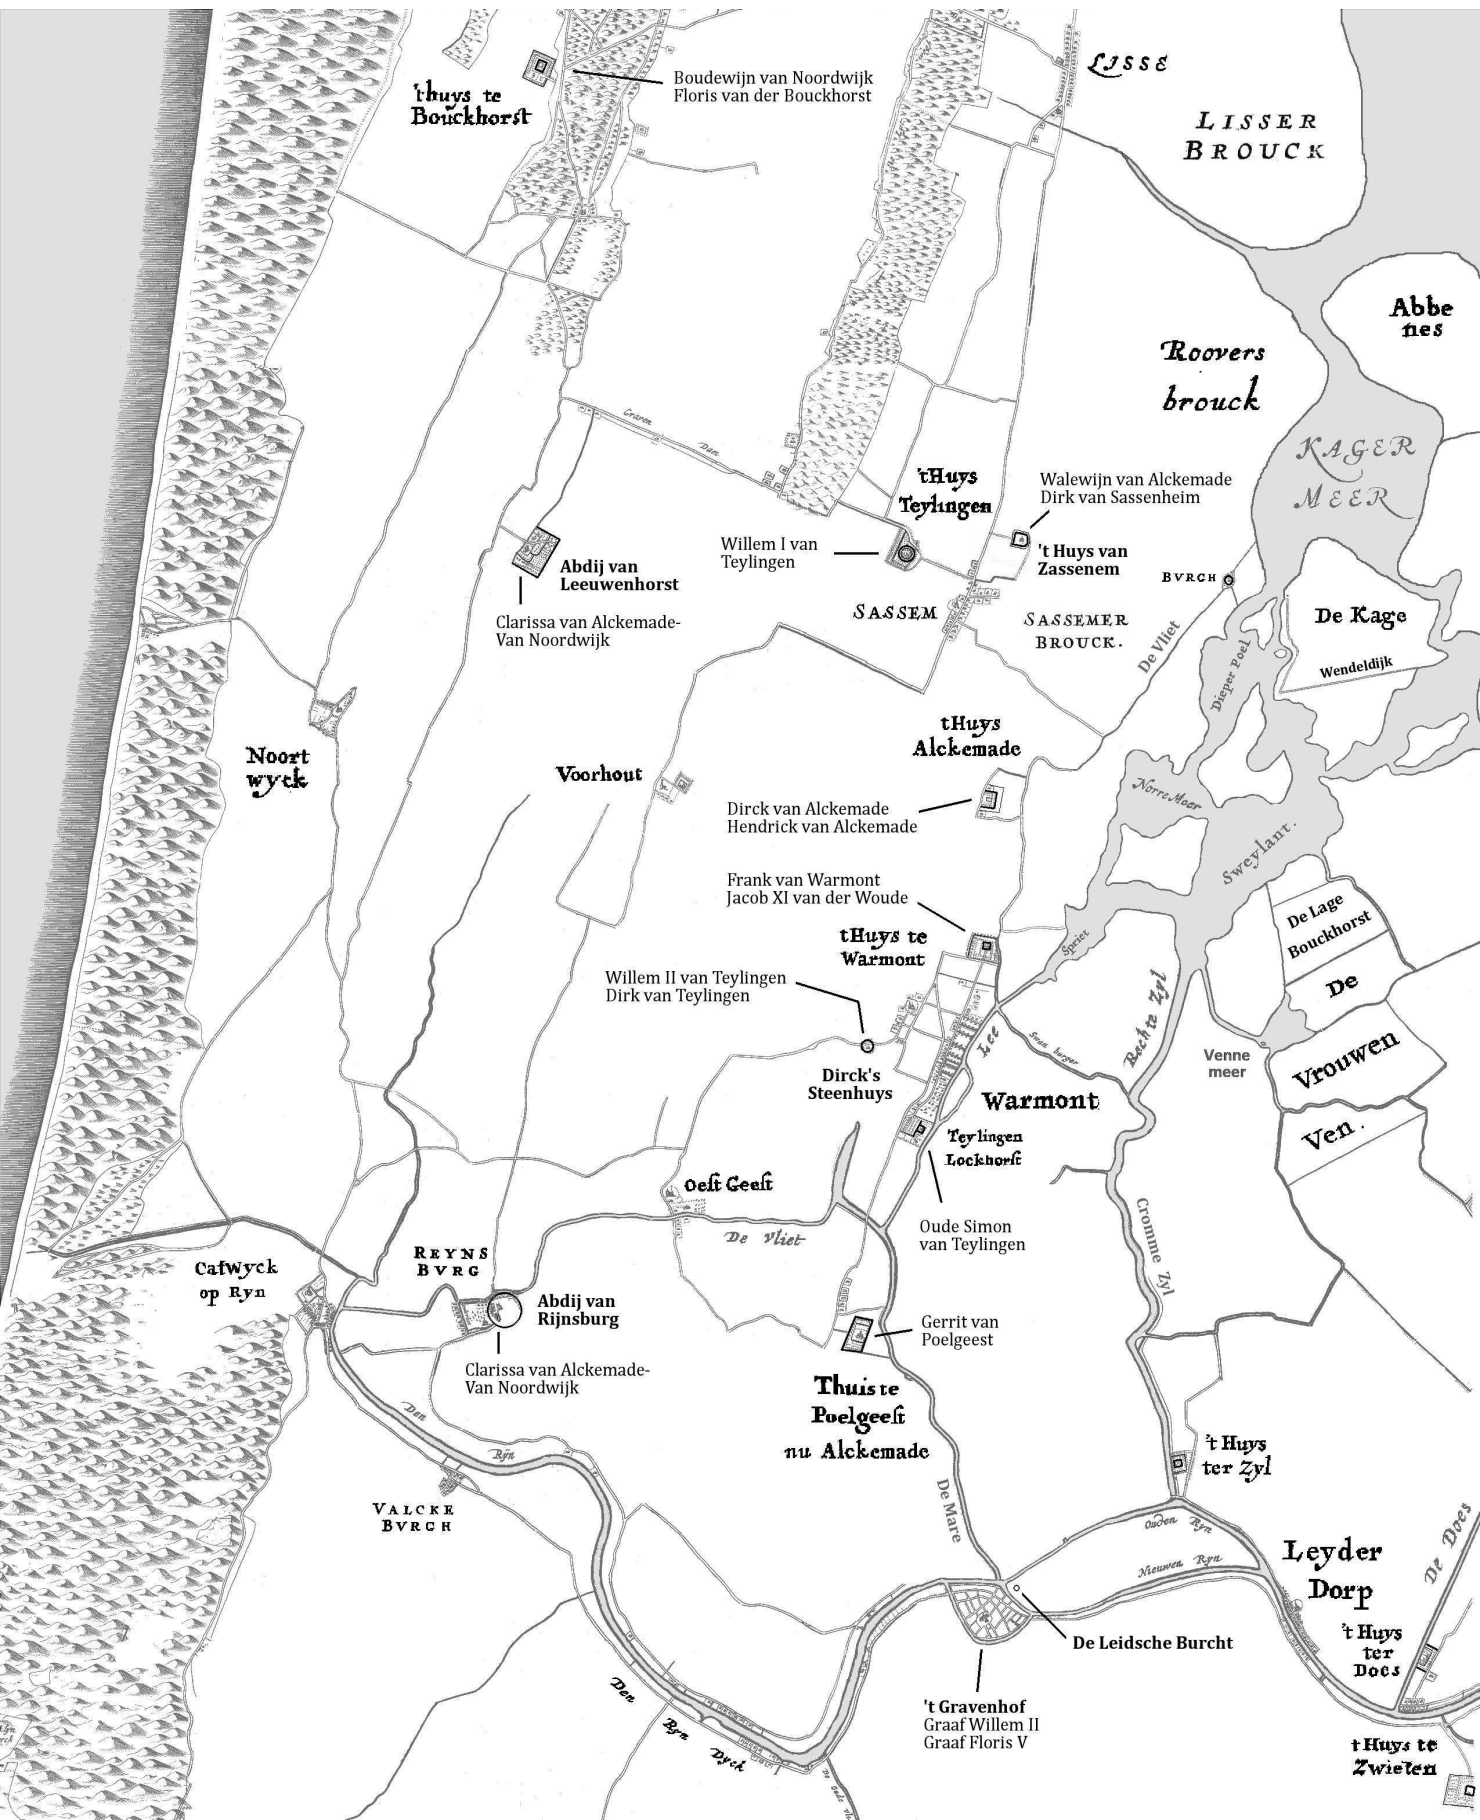 LISSE
Boudewijn van Noordwijk
Floris van der Bouckhorst
'thuys te
Bouckhorst
LISSER
BROUCK
Abbe
nes
Roovers
brouck
KAGER
MEER
Graven Dam
'tHuys
Teylingen
Walewijn van Alckemade
Dirk van Sassenheim
Willem I van
Teylingen
't Huys van
Zassenem
Abdij van
Leeuwenhorst
BVRCH
Clarissa van Alckemade-
Van Noordwijk
SASSEM
SASSEMER
BROUCK.
De Vliet
Dieper Poel
De Kage
Wendeldijk
tHuys
Alckemade
Noort
wyck
Voorhout
Norre Meer
Dirck van Alckemade
Hendrick van Alckemade
Sweylant.
Frank van Warmont
Jacob XI van der Woude
De Lage
Bouckhorst
tHuys te
Warmont
Spriet
Willem II van Teylingen
Dirk van Teylingen
De
Vrouwen
Ven.
Lee
Swan burger
Rechte Zyl
Venne
meer
Dirck's
Steenhuys
Warmont
Teylingen
Lockhorst
Oest Geest
De Vliet
Oude Simon
van Teylingen
Cromme Zyl
REYNS
BVRG
Catwyck
op Ryn
Abdij van
Rijnsburg
Gerrit van
Poelgeest
Clarissa van Alckemade-
Van Noordwijk
Thuis te
Poelgeest
nu Alckemade
Den Rijn
't Huys
ter Zyl
VALCKE
BVRCH
De Mare
Ouden Ryn
Nieuwen Ryn
Leyder
Dorp
De Does
't Huys
ter
Does
De Leidsche Burcht
Den Ryn Dyck
't Gravenhof
Graaf Willem II
Graaf Floris V
tHuys te
Zwieten